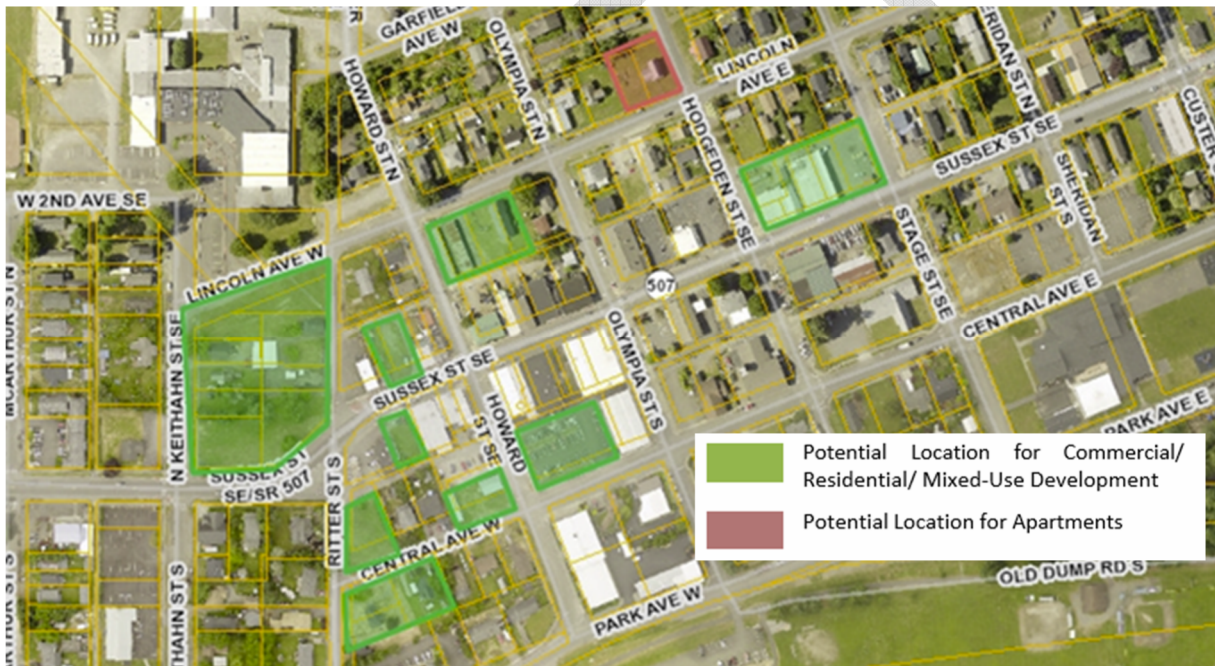 GARFIELD
AVE W
OLYMPIA ST N
LINCOLN
AVE E
HOWARD ST N
HODGEDEN ST SE
SUSSEX ST SE
SHERIDAN
ST S
W 2ND AVE SE
LINCOLN AVE W
507
STAGE ST SE
CENTRAL AVE E
MCARTHUR ST N
N KEITHAHN ST SE
SUSSEX ST SE
OLYMPIA ST S
HOWARD
ST SE
PARK AVE E
SUSSEX ST
SE/SR 507
RITTER ST S
CENTRAL AVE W
PARK AVE W
OLD DUMP RD S
Potential Location for Commercial/
Residential/ Mixed-Use Development
Potential Location for Apartments